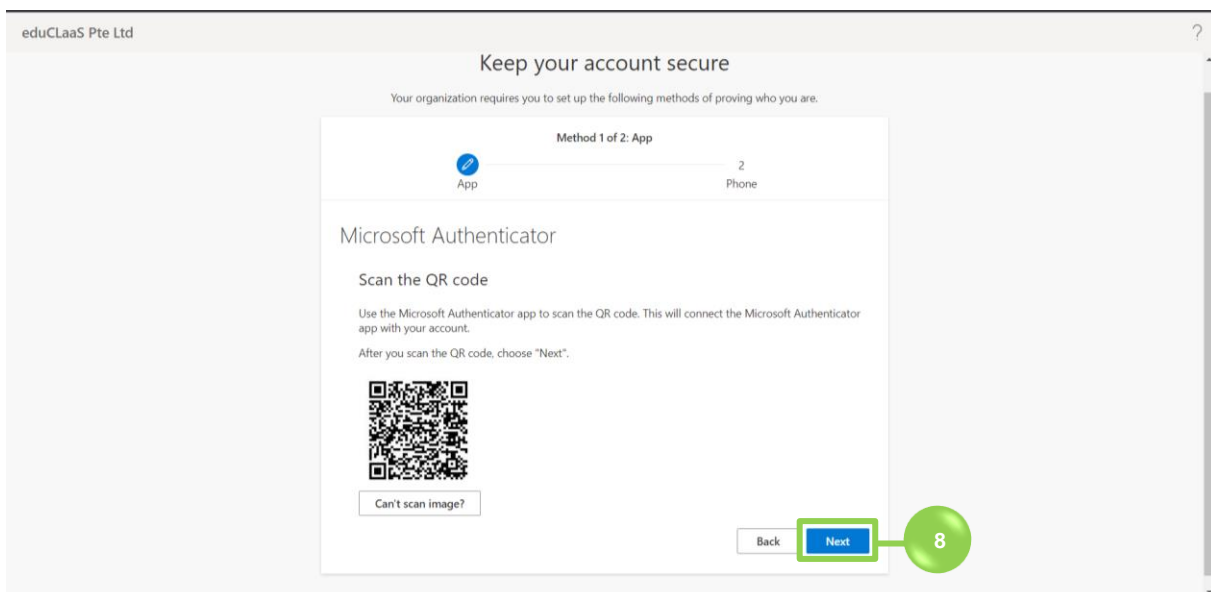 eduCLaaS Pte Ltd
?
Keep your account secure
Your organization requires you to set up the following methods of proving who you are.
Method 1 of 2: App
2
App
Phone
Microsoft Authenticator
Scan the QR code
Use the Microsoft Authenticator app to scan the QR code. This will connect the Microsoft Authenticator
app with your account.
After you scan the QR code, choose "Next".
Can't scan image?
Back
Next
8